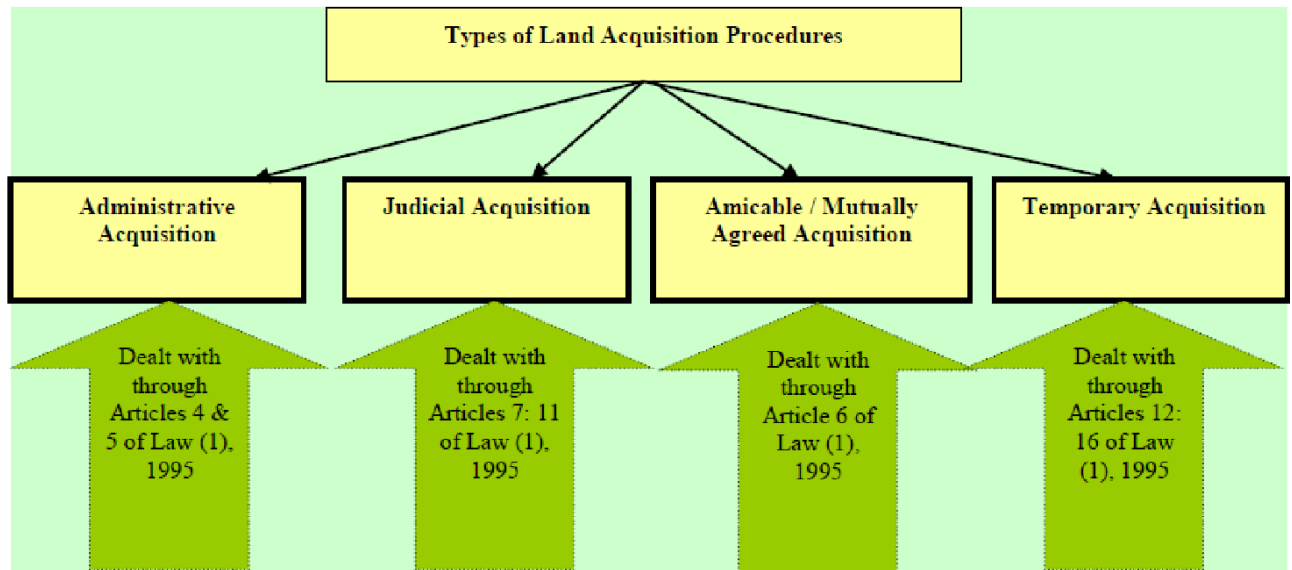 Types of Land Acquisition Procedures
Administrative
Acquisition
Judicial Acquisition
Amicable / Mutually
Agreed Acquisition
Temporary Acquisition
Dealt with
through
Articles 4 &
5 of Law (1),
1995
Dealt with
through
Articles 7: 11
of Law (1),
1995
Dealt with
through
Article 6 of
Law (1),
1995
Dealt with
through
Articles 12:
16 of Law
(1), 1995